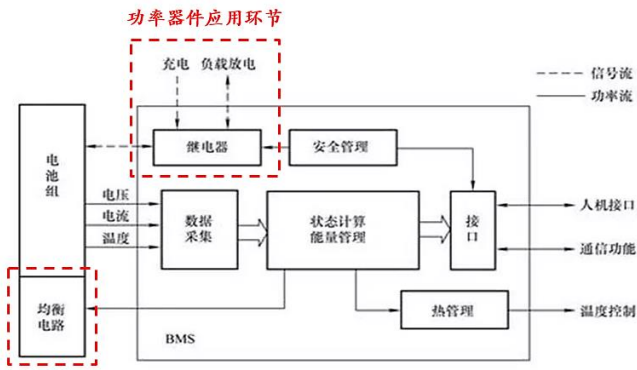 功率器件应用环节
充电 负载放电
信号流
功率流
继电器
安全管理
电池组
电压
电流
温度
数据
采集
状态计算
能量管理
接口
人机接口
通信功能
均衡
电路
热管理
温度控制
BMS